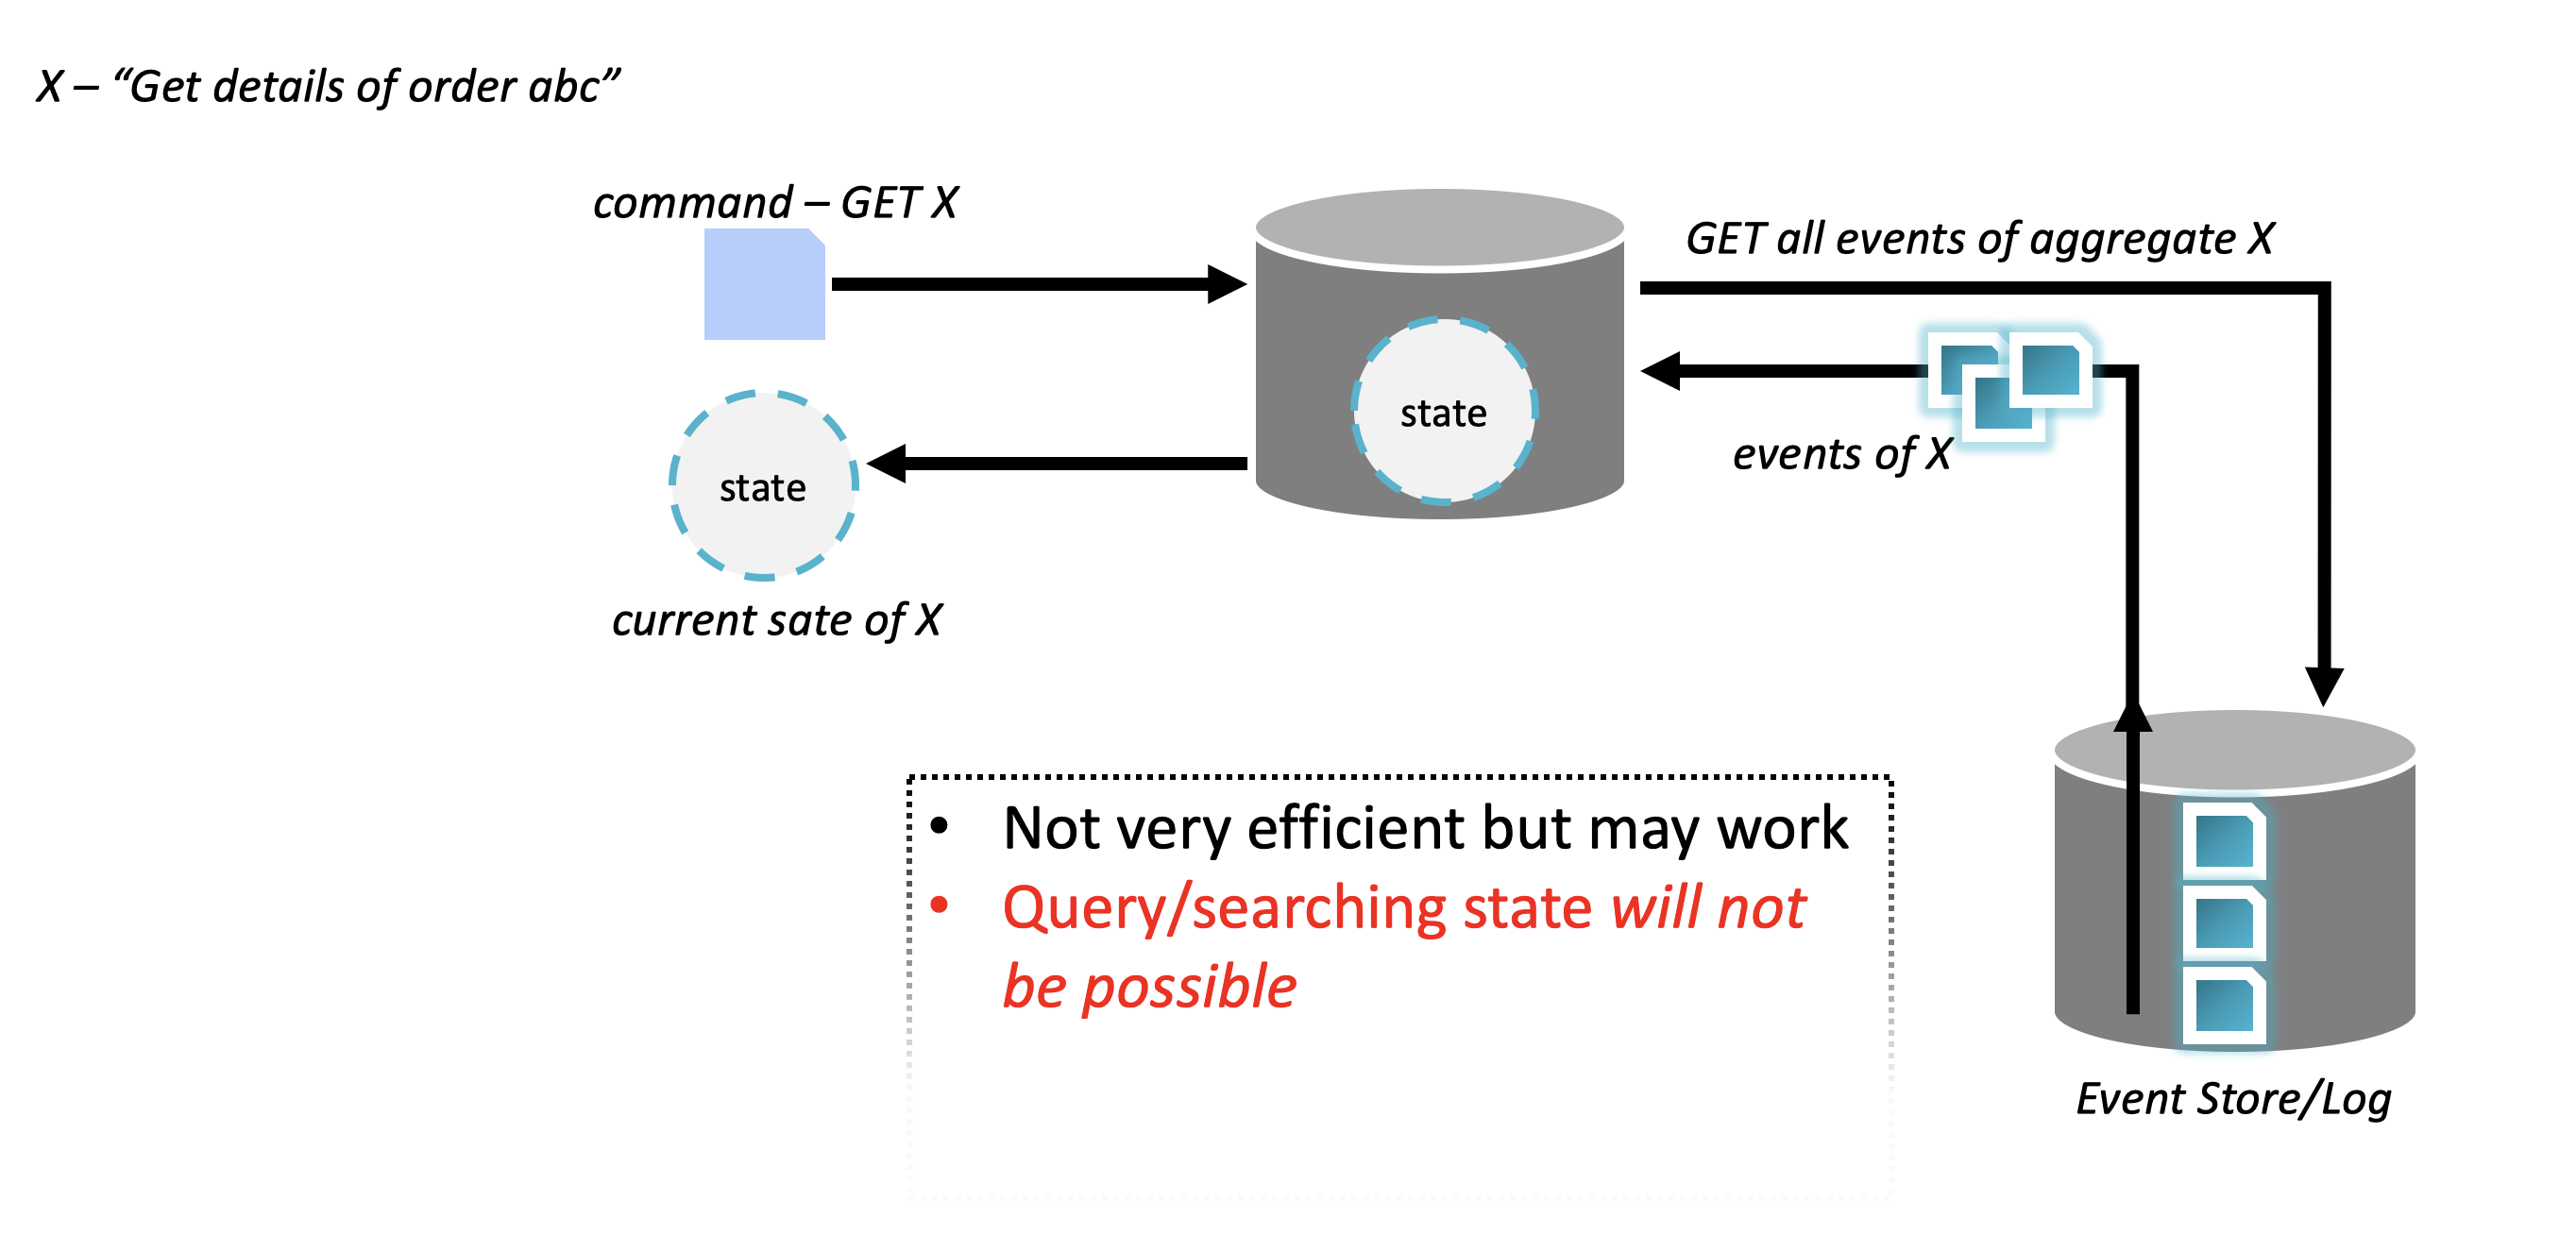 X – “Get details of order abc”
command – GET X
GET all events of aggregate X
state
events of X
state
current sate of X
• Not very efficient but may work
• Query/searching state will not
be possible
Event Store/Log